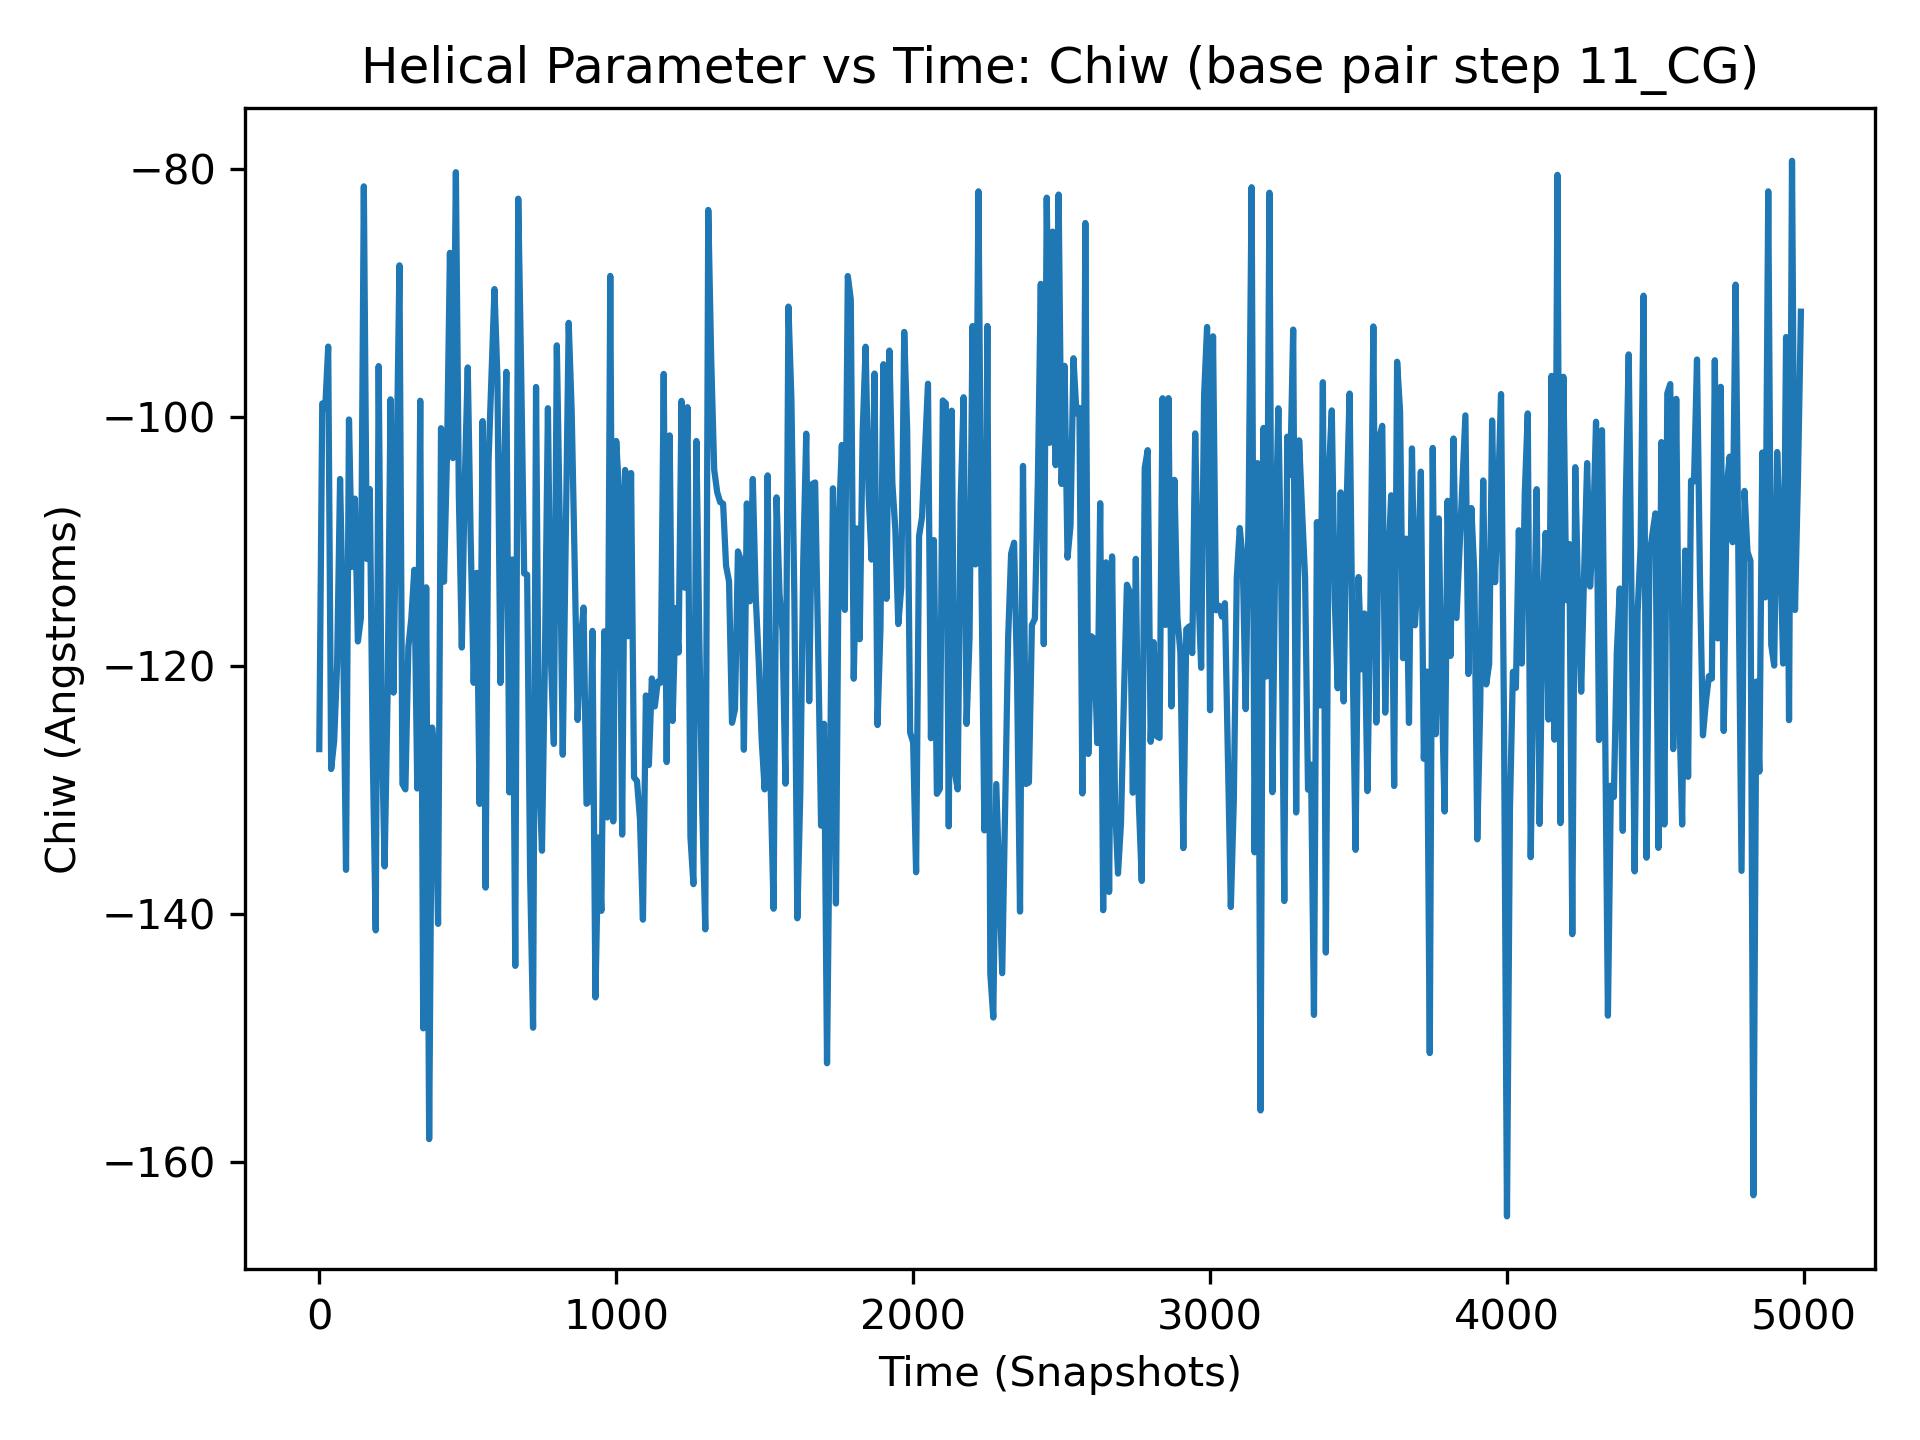 Helical Parameter vs Time: Chiw (base pair step 11_CG)
Chiw (Angstroms)
−80
−100
−120
−140
−160
0 1000 2000 3000 4000 5000
Time (Snapshots)